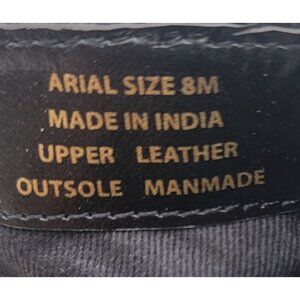 ARIAL SIZE 8M
MADE IN INDIA
UPPER LEATHER
OUTSOLE MANMADE